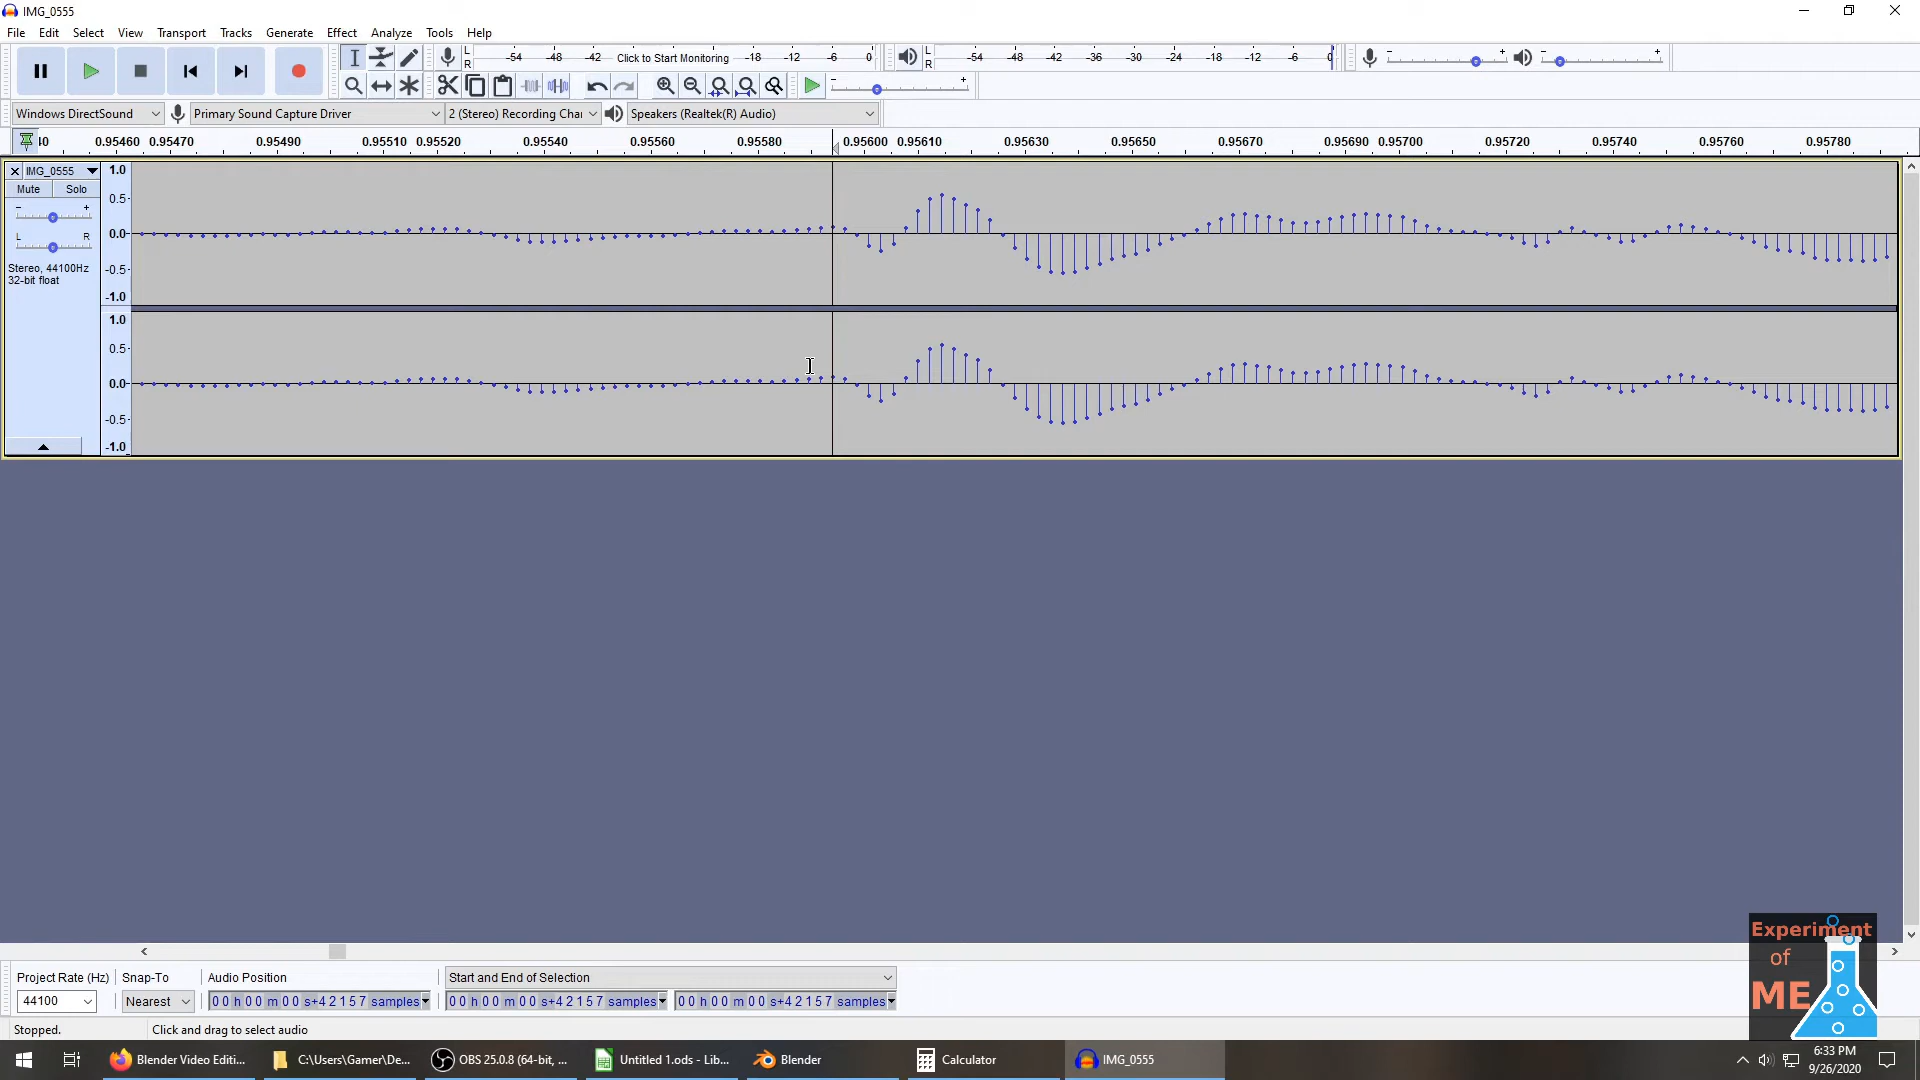 IMG_0555
File Edit Select View Transport Tracks Generate Effect Analyze Tools Help
L R -54 -48 -42 Click to Start Monitoring -18 -12 -6 0 L R -54 -48 -42 -36 -30 -24 -18 -12 -6 0 - + - +
- +
Windows DirectSound Primary Sound Capture Driver 2 (Stereo) Recording Chai Speakers (Realtek(R) Audio)
40 0.95460 0.95470 0.95490 0.95510 0.95520 0.95540 0.95560 0.95580 0.95600 0.95610 0.95630 0.95650 0.95670 0.95690 0.95700 0.95720 0.95740 0.95760 0.95780
IMG_0555
Mute Solo
- +
L R
Stereo, 44100Hz
32-bit float
1.0
0.5
0.0
-0.5
-1.0
1.0
0.5
0.0
-0.5
-1.0
Experiment
of
ME
Project Rate (Hz) Snap-To Audio Position Start and End of Selection
44100 Nearest 00 h 00 m 00 s+42157 samples 00 h 00 m 00 s+42157 samples 00 h 00 m 00 s+42157 samples
Stopped. Click and drag to select audio
Blender Video Editi... C:\Users\Gamer\De... OBS 25.0.8 (64-bit, ... Untitled 1.ods - Lib... Blender Calculator IMG_0555
6:33 PM
9/26/2020